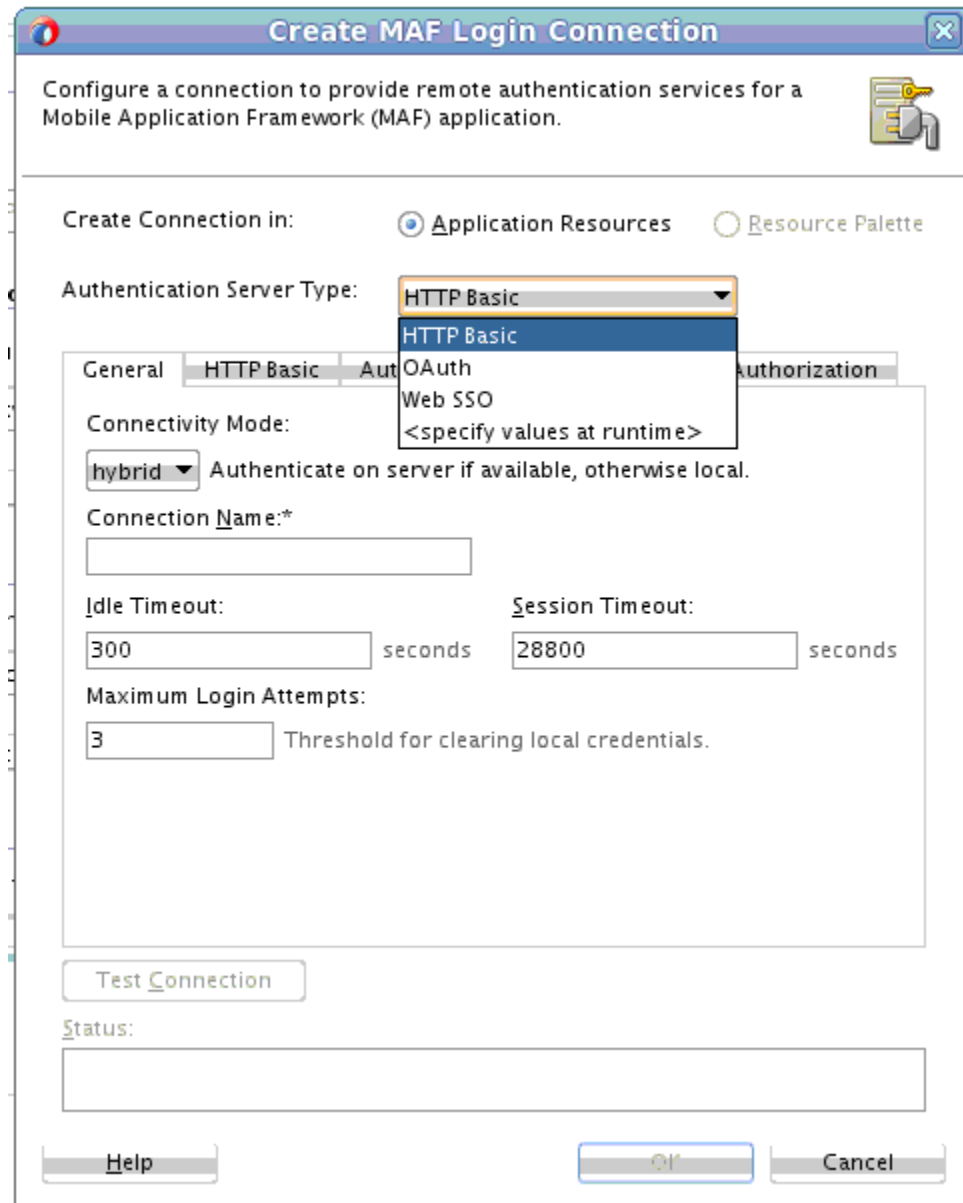 Create MAF Login Connection
Configure a connection to provide remote authentication services for a
Mobile Application Framework (MAF) application.
Create Connection in: Application Resources Resource Palette
Authentication Server Type: HTTP Basic
HTTP Basic
OAuth
Web SSO
<specify values at runtime>
General HTTP Basic Aut Authorization
Connectivity Mode:
hybrid Authenticate on server if available, otherwise local.
Connection Name:*
Idle Timeout: Session Timeout:
300 seconds 28800 seconds
Maximum Login Attempts:
3 Threshold for clearing local credentials.
Test Connection
Status:
Help OK Cancel